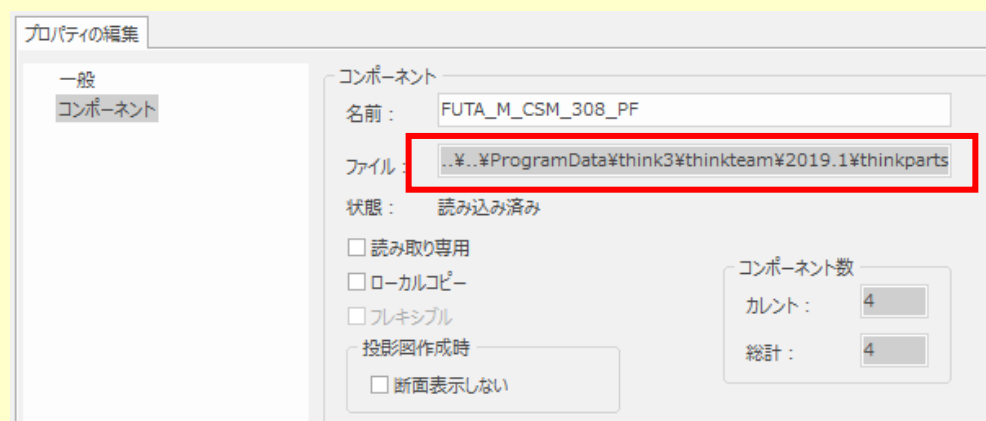 プロパティの編集
一般
コンポーネント
コンポーネント
名前： FUTA_M_CSM_308_PF
ファイル： ..¥..¥ProgramData¥think3¥thinkteam¥2019.1¥thinkparts
状態： 読み込み済み
読み取り専用
ローカルコピー
フレキシブル
投影図作成時
断面表示しない
コンポーネント数
カレント： 4
総計： 4